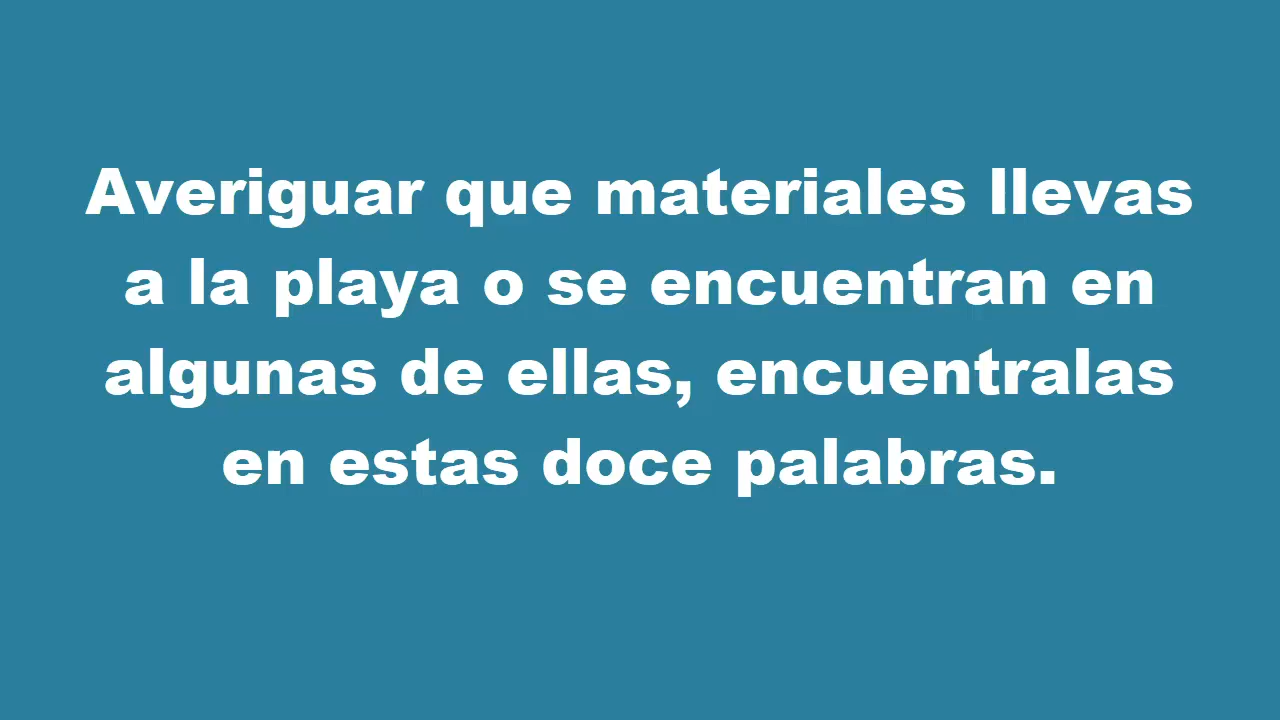 Averiguar que materiales llevas
a la playa o se encuentran en
algunas de ellas, encuentralas
en estas doce palabras.